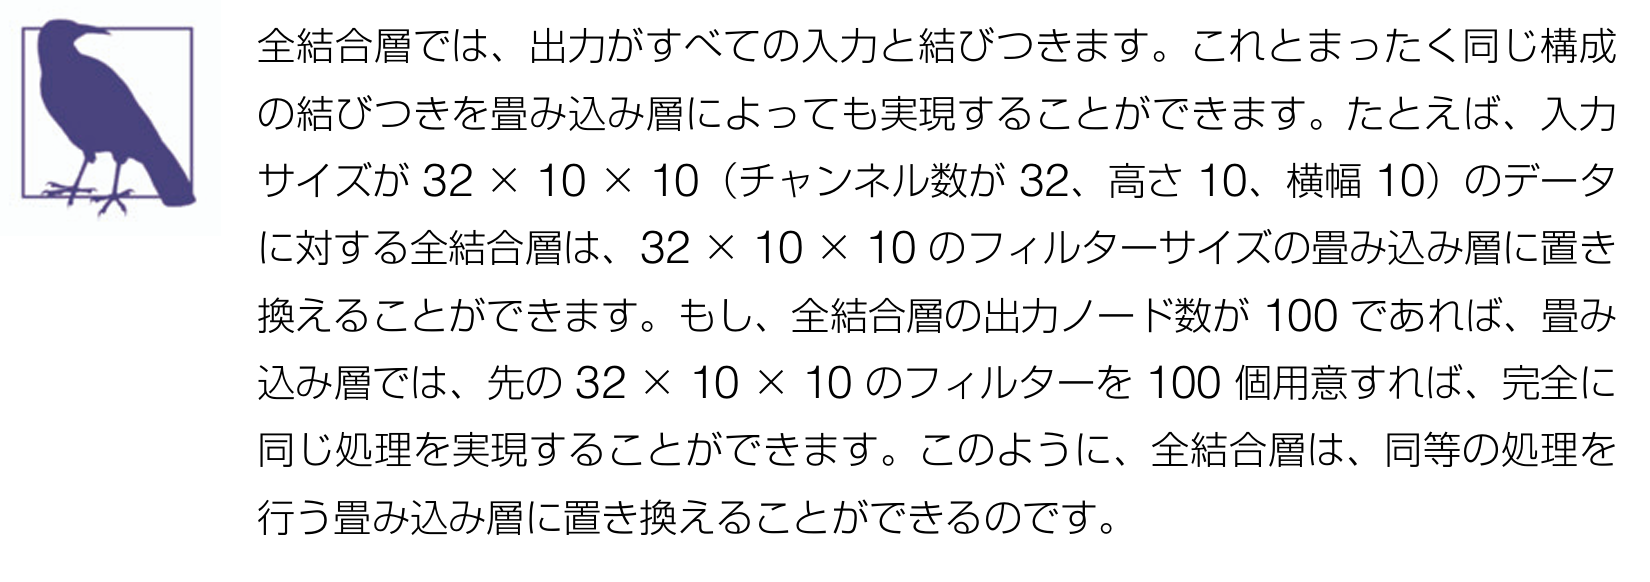 全結合層では、出力がすべての入力と結びつきます。これとまったく同じ構成
の結びつきを畳み込み層によっても実現することができます。たとえば、入力
サイズが 32 × 10 × 10（チャンネル数が 32、高さ 10、横幅 10）のデータ
に対する全結合層は、32 × 10 × 10 のフィルターサイズの畳み込み層に置き
換えることができます。もし、全結合層の出力ノード数が 100 であれば、畳み
込み層では、先の 32 × 10 × 10 のフィルターを 100 個用意すれば、完全に
同じ処理を実現することができます。このように、全結合層は、同等の処理を
行う畳み込み層に置き換えることができるのです。